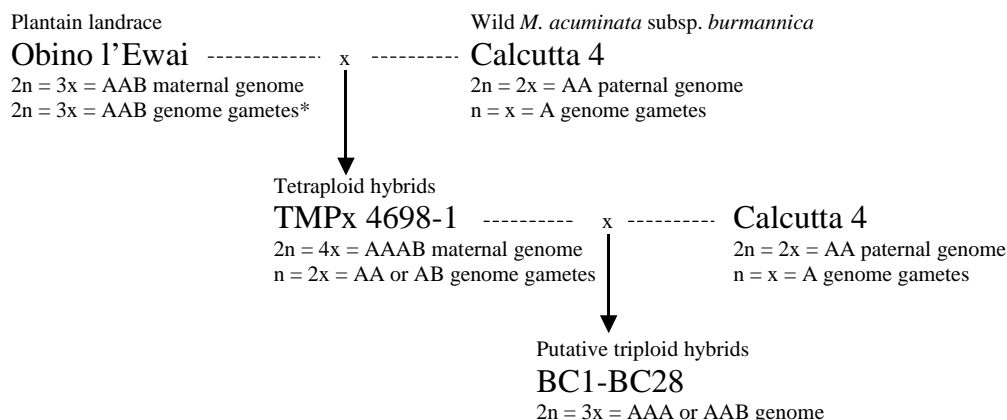 Plantain landrace
Obino l’Ewai
2n = 3x = AAB maternal genome
2n = 3x = AAB genome gametes*
x
Wild M. acuminata subsp. burmannica
Calcutta 4
2n = 2x = AA paternal genome
n = x = A genome gametes
Tetraploid hybrids
TMPx 4698-1
2n = 4x = AAAB maternal genome
n = 2x = AA or AB genome gametes
x
Calcutta 4
2n = 2x = AA paternal genome
n = x = A genome gametes
Putative triploid hybrids
BC1-BC28
2n = 3x = AAA or AAB genome